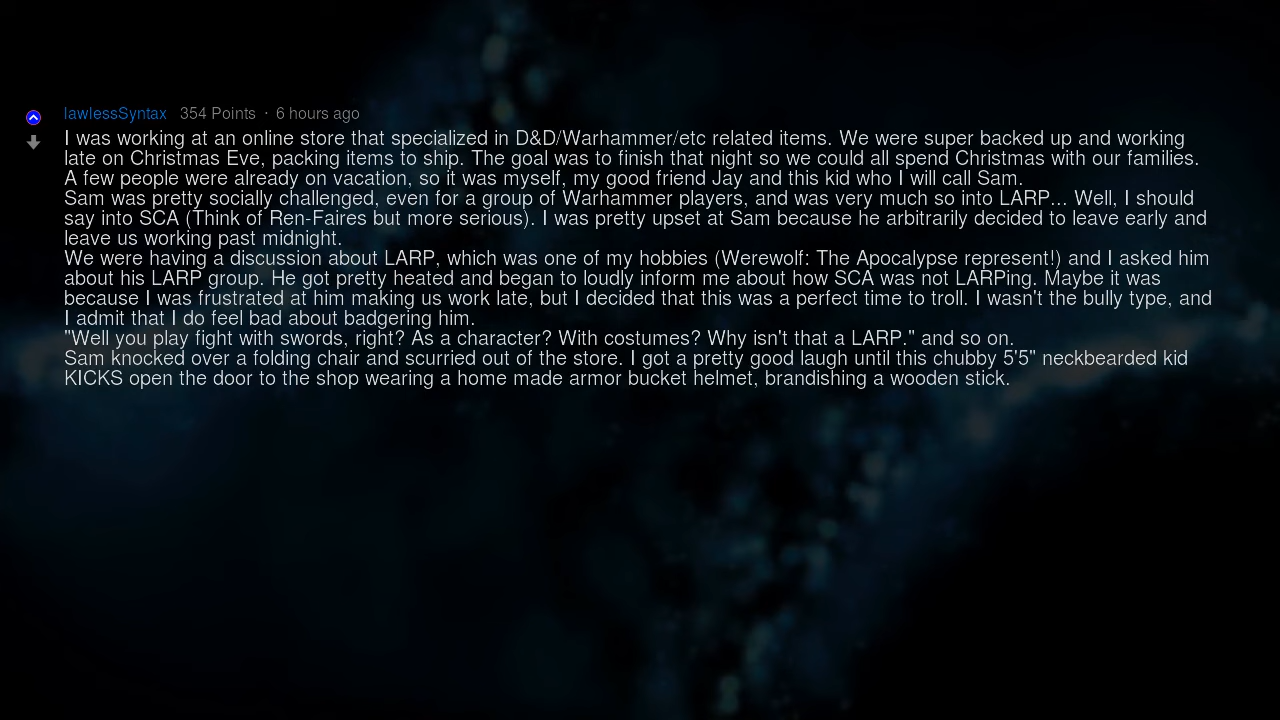 lawlessSyntax 354 Points · 6 hours ago
I was working at an online store that specialized in D&D/Warhammer/etc related items. We were super backed up and working
late on Christmas Eve, packing items to ship. The goal was to finish that night so we could all spend Christmas with our families.
A few people were already on vacation, so it was myself, my good friend Jay and this kid who I will call Sam.
Sam was pretty socially challenged, even for a group of Warhammer players, and was very much so into LARP... Well, I should
say into SCA (Think of Ren-Faires but more serious). I was pretty upset at Sam because he arbitrarily decided to leave early and
leave us working past midnight.
We were having a discussion about LARP, which was one of my hobbies (Werewolf: The Apocalypse represent!) and I asked him
about his LARP group. He got pretty heated and began to loudly inform me about how SCA was not LARPing. Maybe it was
because I was frustrated at him making us work late, but I decided that this was a perfect time to troll. I wasn't the bully type, and
I admit that I do feel bad about badgering him.
"Well you play fight with swords, right? As a character? With costumes? Why isn't that a LARP." and so on.
Sam knocked over a folding chair and scurried out of the store. I got a pretty good laugh until this chubby 5'5" neckbearded kid
KICKS open the door to the shop wearing a home made armor bucket helmet, brandishing a wooden stick.